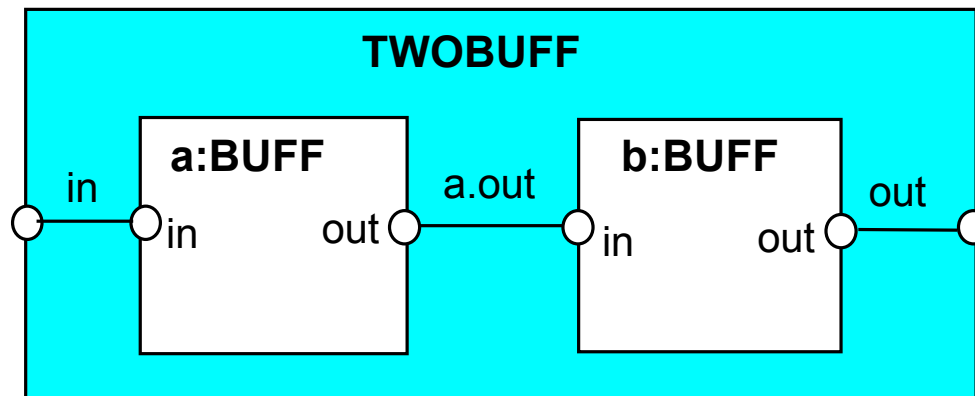 TWOBUFF
a:BUFF
b:BUFF
in
a.out
out
in
out
in
out